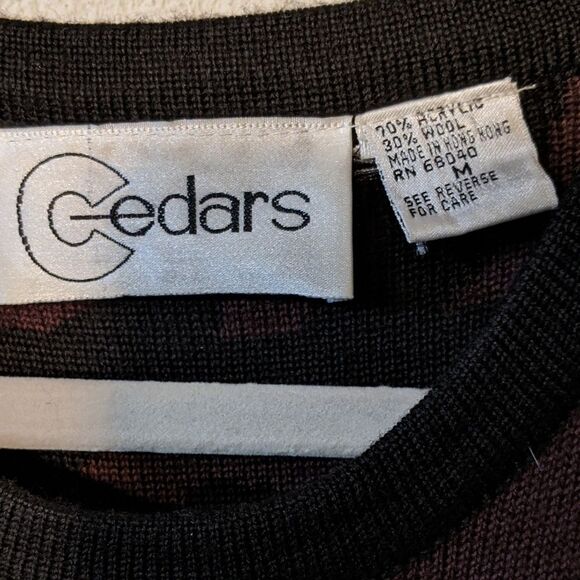 Cedars
70% ACRYLIC
30% WOOL
MADE IN HONG KONG
RN 68040
M
SEE REVERSE
FOR CARE